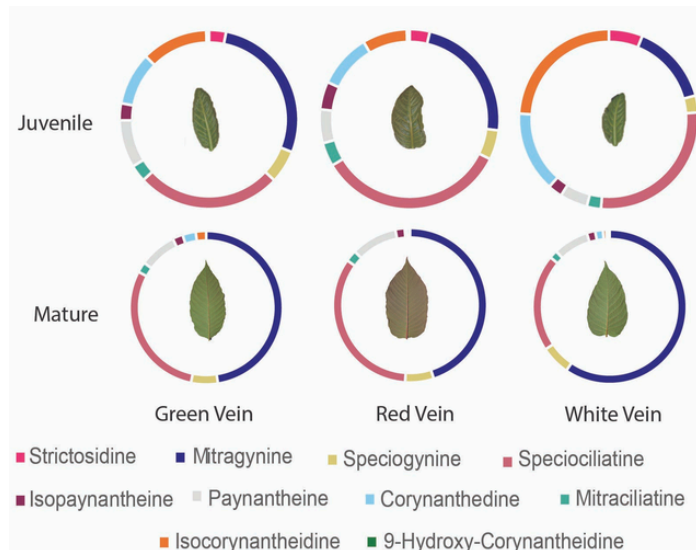 Juvenile
Mature
Green Vein Red Vein White Vein
Strictosidine Mitragynine Speciogynine Speciociliatine
Isopaynantheine Paynantheine Corynanthedine Mitraciliatine
Isocorynantheidine 9-Hydroxy-Corynantheidine